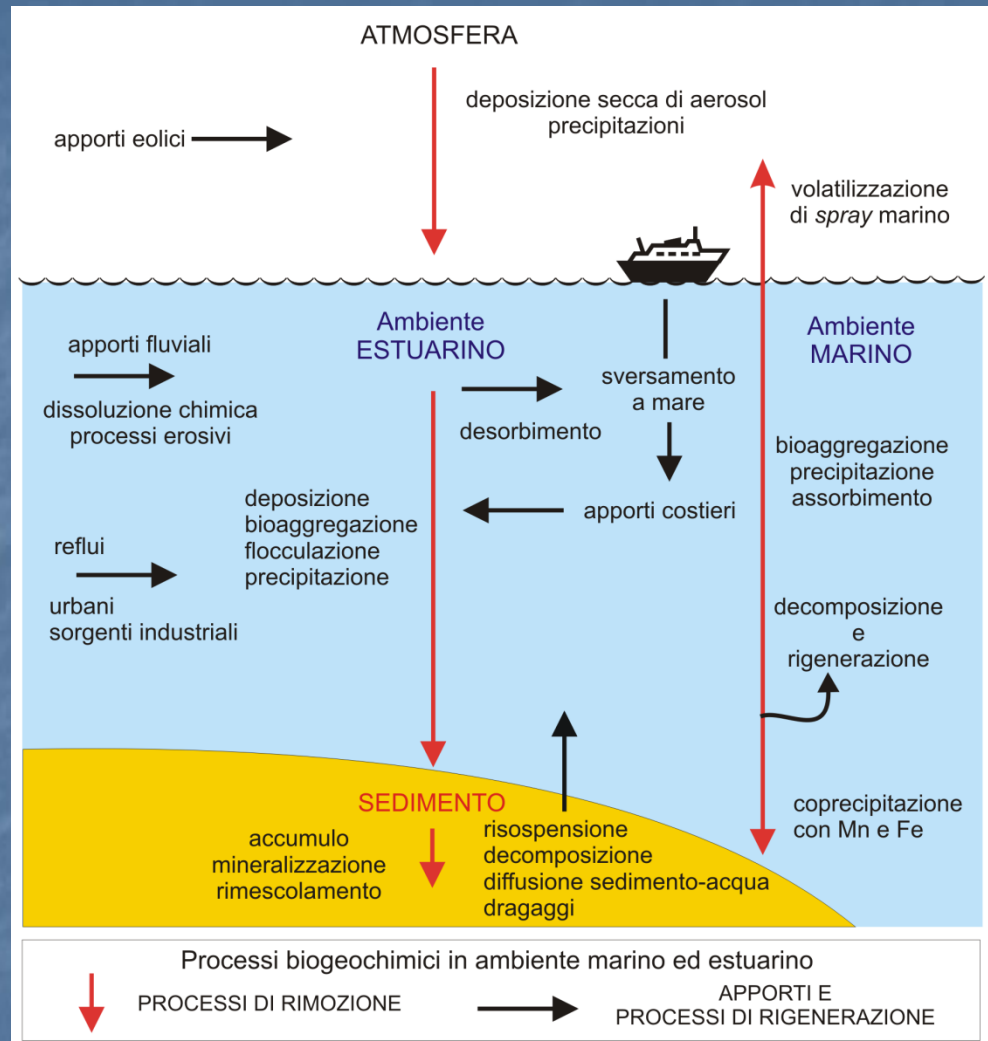 ATMOSFERA
deposizione secca di aerosol
precipitazioni
apporti eolici
volatilizzazione
di spray marino
Ambiente
ESTUARINO
Ambiente
MARINO
apporti fluviali
dissoluzione chimica
processi erosivi
desorbimento
sversamento
a mare
bioaggregazione
precipitazione
assorbimento
deposizione
bioaggregazione
flocculazione
precipitazione
apporti costieri
reflui
urbani
sorgenti industriali
decomposizione
e
rigenerazione
SEDIMENTO
accumulo
mineralizzazione
rimescolamento
risospensione
decomposizione
diffusione sedimento-acqua
dragaggi
coprecipitazione
con Mn e Fe
Processi biogeochimici in ambiente marino ed estuarino
PROCESSI DI RIMOZIONE
APPORTI E
PROCESSI DI RIGENERAZIONE